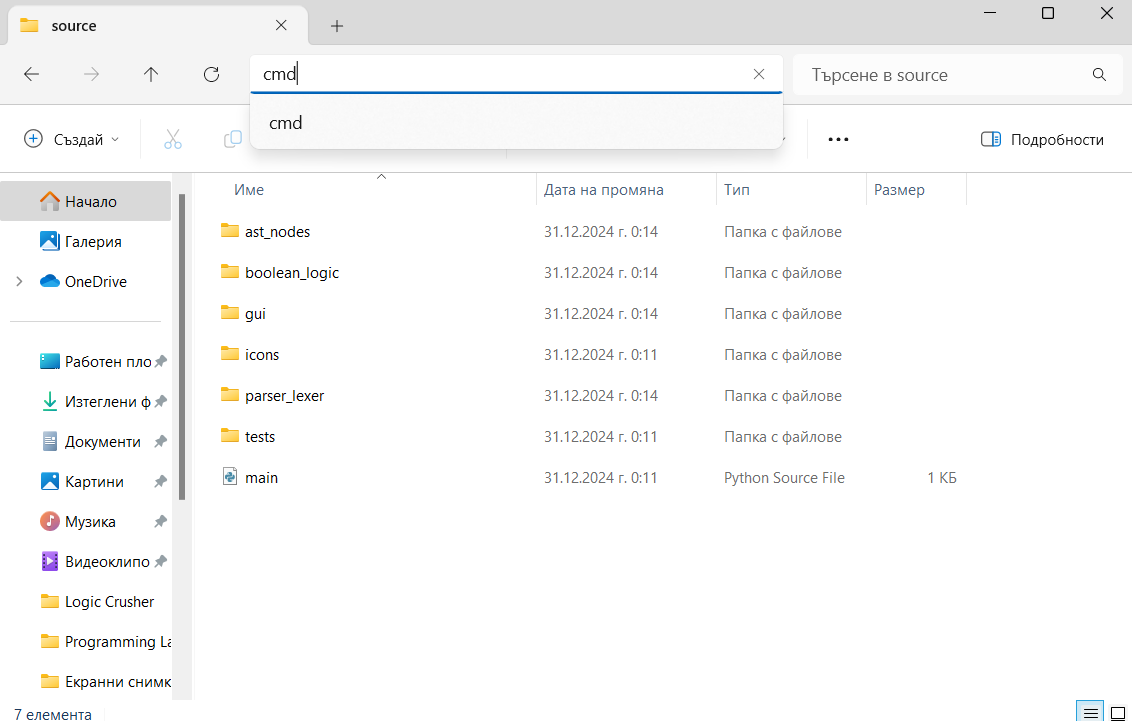 source
cmd
Търсене в source
cmd
Създай
Подробности
Име
Дата на промяна
Тип
Размер
Начало
Галерия
OneDrive
Работен пло
Изтеглени ф
Документи
Картини
Музика
Видеоклипо
Logic Crusher
Programming La
Екранни снимк
ast_nodes 31.12.2024 г. 0:14 Папка с файлове
boolean_logic 31.12.2024 г. 0:14 Папка с файлове
gui 31.12.2024 г. 0:14 Папка с файлове
icons 31.12.2024 г. 0:11 Папка с файлове
parser_lexer 31.12.2024 г. 0:14 Папка с файлове
tests 31.12.2024 г. 0:11 Папка с файлове
main 31.12.2024 г. 0:11 Python Source File 1 КБ
7 елемента